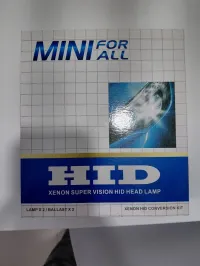 MINI FOR ALL
HID
XENON SUPER VISION HID HEAD LAMP
LAMP X 2 / BALLAST X 2
XENON HID CONVERSION KIT